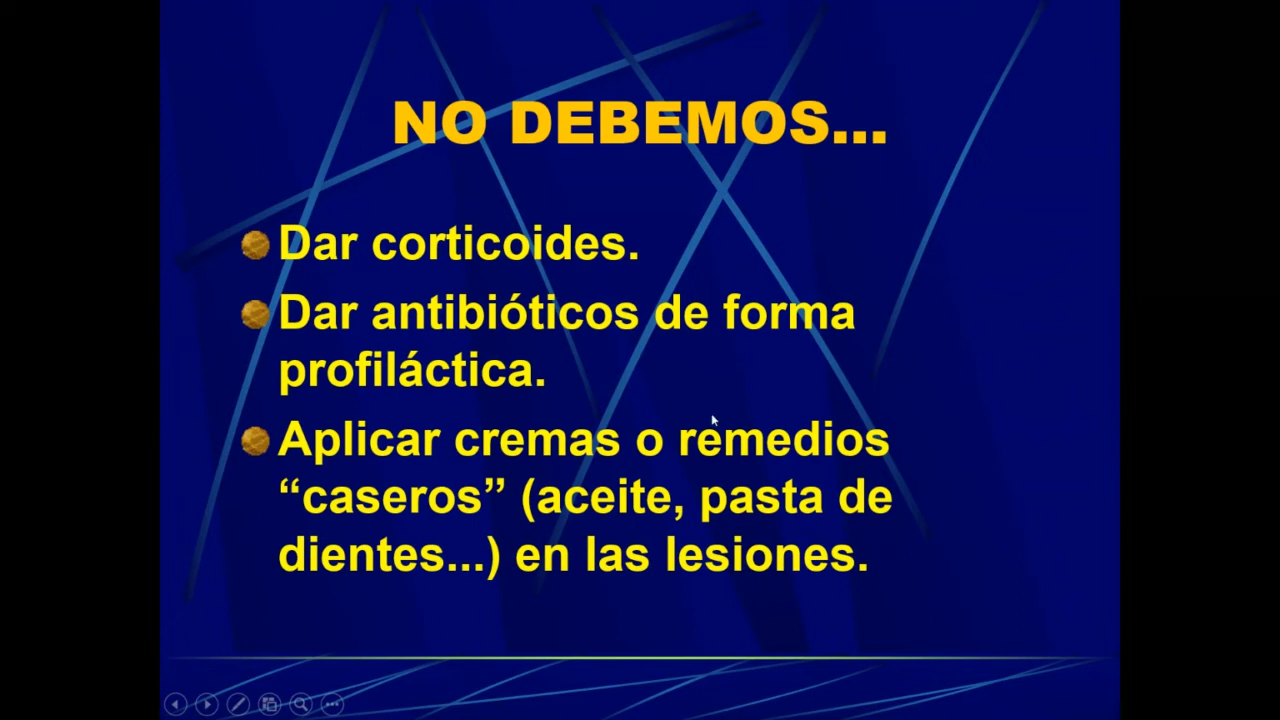 NO DEBEMOS...
Dar corticoides.
Dar antibióticos de forma
profiláctica.
Aplicar cremas o remedios
“caseros” (aceite, pasta de
dientes...) en las lesiones.